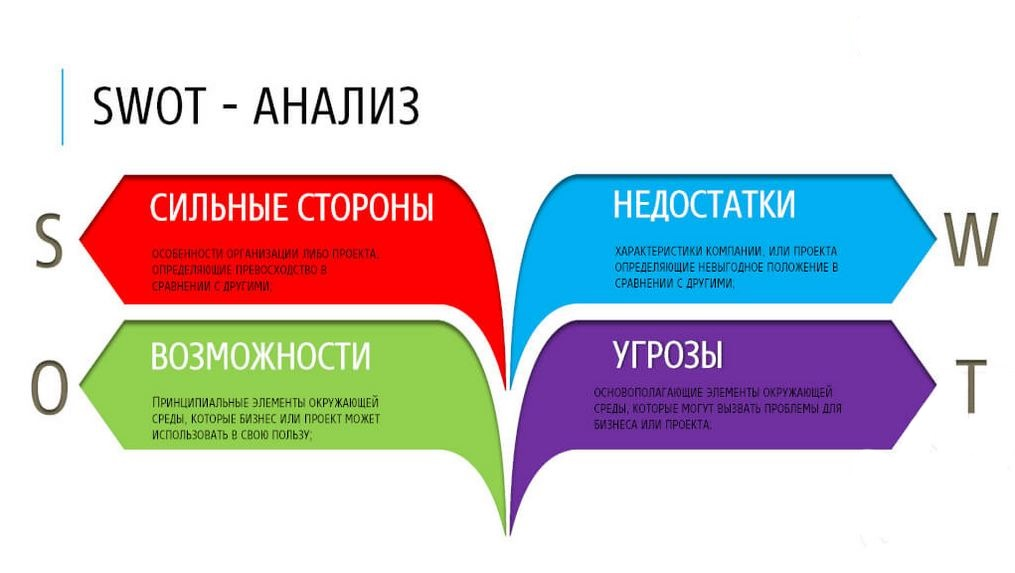 SWOT - АНАЛИЗ
S
СИЛЬНЫЕ СТОРОНЫ
ОСОБЕННОСТИ ОРГАНИЗАЦИИ ЛИБО ПРОЕКТА,
ОПРЕДЕЛЯЮЩИЕ ПРЕВОСХОДСТВО В
СРАВНЕНИИ С ДРУГИМИ;
НЕДОСТАТКИ
ХАРАКТЕРИСТИКИ КОМПАНИИ, ИЛИ ПРОЕКТА
ОПРЕДЕЛЯЮЩИЕ НЕВЫГОДНОЕ ПОЛОЖЕНИЕ В
СРАВНЕНИИ С ДРУГИМИ;
W
O
ВОЗМОЖНОСТИ
ПРИНЦИПИАЛЬНЫЕ ЭЛЕМЕНТЫ ОКРУЖАЮЩЕЙ
СРЕДЫ, КОТОРЫЕ БИЗНЕС ИЛИ ПРОЕКТ МОЖЕТ
ИСПОЛЬЗОВАТЬ В СВОЮ ПОЛЬЗУ;
УГРОЗЫ
ОСНОВОПОЛАГАЮЩИЕ ЭЛЕМЕНТЫ ОКРУЖАЮЩЕЙ
СРЕДЫ, КОТОРЫЕ МОГУТ ВЫЗВАТЬ ПРОБЛЕМЫ ДЛЯ
БИЗНЕСА ИЛИ ПРОЕКТА;
T